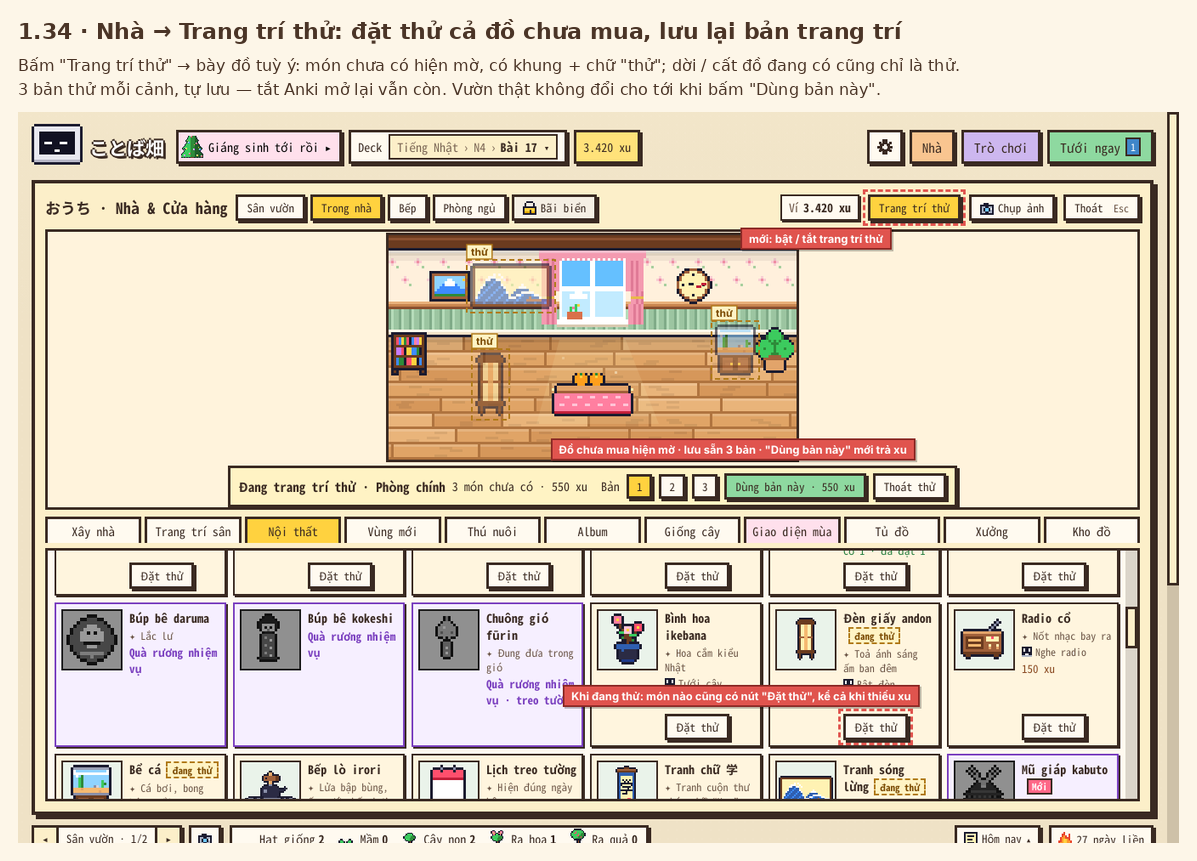 1.34 · Nhà → Trang trí thử: đặt thử cả đồ chưa mua, lưu lại bản trang trí
Bấm "Trang trí thử" → bày đồ tuỳ ý: món chưa có hiện mờ, có khung + chữ "thử"; dời / cất đồ đang có cũng chỉ là thử.
3 bản thử mỗi cảnh, tự lưu — tắt Anki mở lại vẫn còn. Vườn thật không đổi cho tới khi bấm "Dùng bản này".
ことば畑
Giáng sinh tới rồi ▸
Deck Tiếng Nhật › N4 › Bài 17 ▾
3.420 xu
Nhà
Trò chơi
Tưới ngay 1
おうち · Nhà & Cửa hàng
Sân vườn
Trong nhà
Bếp
Phòng ngủ
Bãi biển
Ví 3.420 xu
Trang trí thử
Chụp ảnh
Thoát Esc
mới: bật / tắt trang trí thử
thử
thử
thử
Đồ chưa mua hiện mờ · lưu sẵn 3 bản · "Dùng bản này" mới trả xu
Đang trang trí thử · Phòng chính 3 món chưa có · 550 xu Bản 1 2 3
Dùng bản này · 550 xu
Thoát thử
Xây nhà
Trang trí sân
Nội thất
Vùng mới
Thú nuôi
Album
Giống cây
Giao diện mùa
Tủ đồ
Xưởng
Kho đồ
Đặt thử
Đặt thử
Đặt thử
Đặt thử
Đặt thử
Đặt thử
Búp bê daruma
✦ Lắc lư
Quà rương nhiệm
vụ
Búp bê kokeshi
Quà rương nhiệm
vụ
Chuông gió
fūrin
✦ Đung đưa trong
gió
Quà rương nhiệm
vụ · treo
Bình hoa
ikebana
✦ Hoa cắm kiểu
Nhật
Tưới cây
Đặt thử
Đèn giấy andon
đang thử
✦ Toả ánh sáng
ấm ban đêm
Bật đèn
Đặt thử
Radio cổ
✦ Nốt nhạc bay ra
Nghe radio
150 xu
Đặt thử
Khi đang thử: món nào cũng có nút "Đặt thử", kể cả khi thiếu xu
Bể cá đang thử
✦ Cá bơi, bong
Bếp lò irori
✦ Lửa bập bùng,
Lịch treo tường
✦ Hiện đúng ngày
Tranh chữ 学
✦ Tranh cuộn thư
Tranh sóng
lừng đang thử
Mũ giáp kabuto
Mới
◂ Sân vườn · 1/2 ▸
Hạt giống 2 Mầm 0 Cây non 2 Ra hoa 1 Ra quả 0
Hôm nay ▴
27 ngày liền